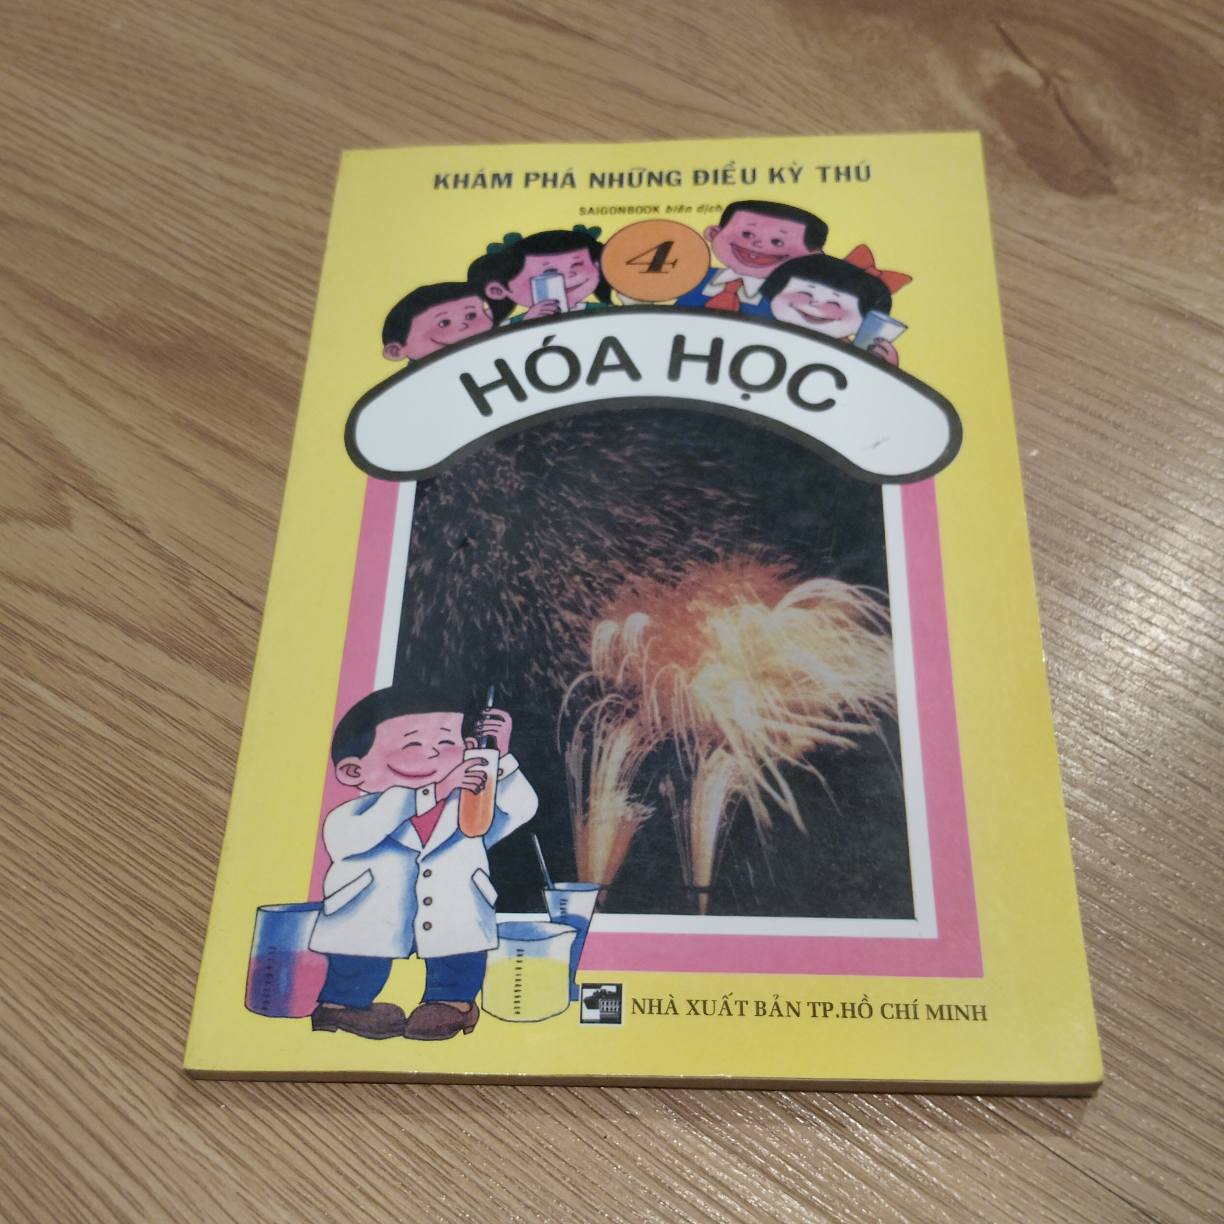 KHÁM PHÁ NHỮNG ĐIỀU KỲ THÚ
SAIGONBOOK biên dịch
4
HÓA HỌC
NHÀ XUẤT BẢN TP.HỒ CHÍ MINH